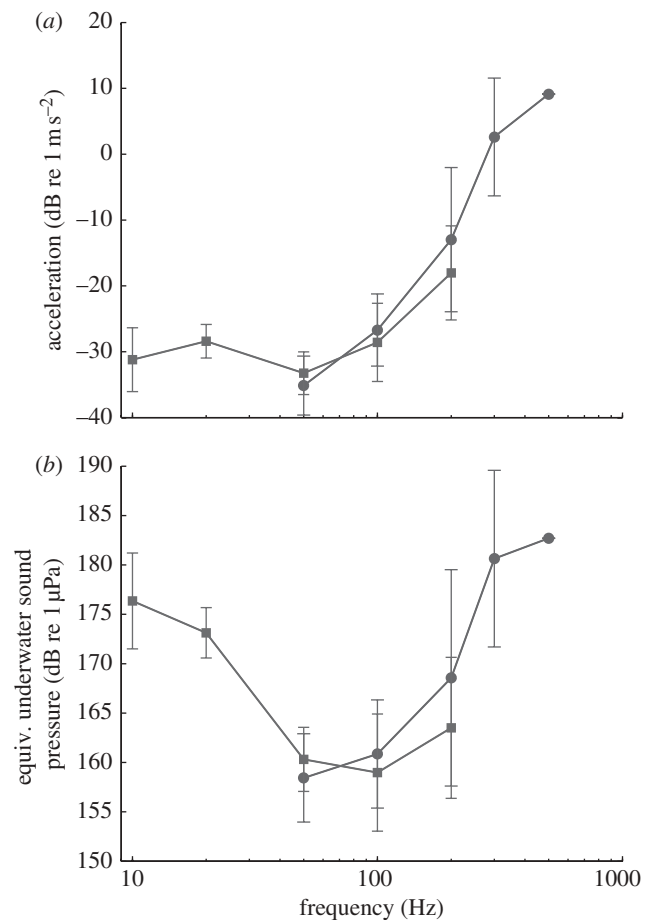 (a)
20
10
0
–10
–20
–30
–40
acceleration (dB re 1 m s–2)
(b)
190
185
180
175
170
165
160
155
150
equiv. underwater sound
pressure (dB re 1 µPa)
10 100 1000
frequency (Hz)